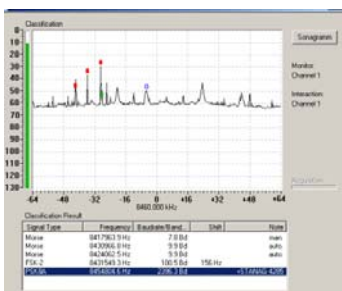 Classification
Sonagramm
Monitor:
Channel 1
Interaction:
Channel 1
10
20
30
40
50
60
70
80
90
100
110
120
130
-64 -48 -32 -16 0 +16 +32 +48 +64
8460.000 kHz
Classification Result
Signal Type Frequency Baudrate/Band... Shift Note
Morse 8417963.9 Hz 7.8 Bd man.
Morse 8430966.8 Hz 9.9 Bd auto
Morse 8424062.5 Hz 9.9 Bd auto
FSK-2 8431549.3 Hz 100.5 Bd 156 Hz
PSK8A 8454804.6 Hz 2396.3 Bd =STANAG 4285